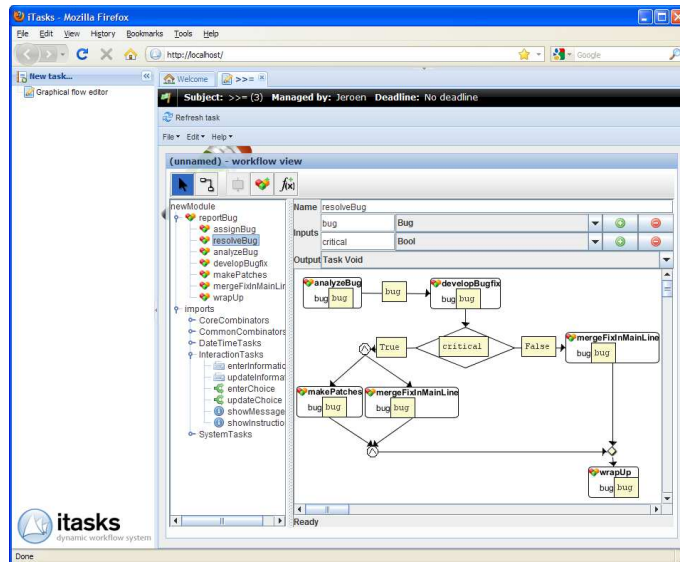 iTasks - Mozilla Firefox
File Edit View History Bookmarks Tools Help
http://localhost/
Google
New task...
Graphical flow editor
Welcome
>>=
Subject: >>= (3) Managed by: Jeroen Deadline: No deadline
Refresh task
File Edit Help
(unnamed) - workflow view
f(x)
newModule
reportBug
assignBug
resolveBug
analyzeBug
developBugfix
makePatches
mergeFixInMainLin
wrapUp
imports
CoreCombinators
CommonCombinators
DateTimeTasks
InteractionTasks
enterInformatio
updateInformat
enterChoice
updateChoice
showMessage
showInstructio
SystemTasks
Name resolveBug
Inputs
bug Bug
critical Bool
Output Task Void
analyzeBug
bug bug
bug
developBugfix
bug bug
True
critical
False
mergeFixInMainLine
bug bug
makePatches
bug bug
mergeFixInMainLine
bug bug
wrapUp
bug bug
Ready
itasks
dynamic workflow system
Done